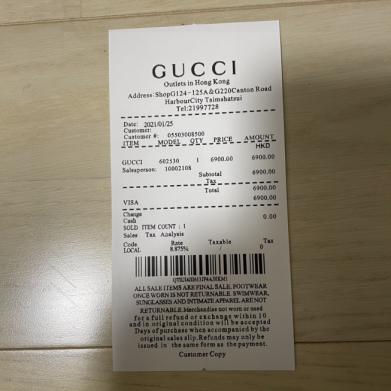 GUCCI
Outlets in Hong Kong
Address:ShopG124-125A&G220Canton Road
HarbourCity Taimshatsui
Tel:21997728
Date: 2021/01/25
Customer:
Customer #: 05503008500
ITEM MODEL QTY PRICE AMOUNT
HKD
GUCCI 602530 1 6900.00 6900.00
Salesperson: 10002108
Subtotal 6900.00
Tax
Total 6900.00
VISA 6900.00
Change
Cash 0.00
SOLD ITEM COUNT : 1
Sales Tax Analysis
Code Rate Taxable Tax
LOCAL 8.875% / 0
ALL SALE ITEMS ARE FINAL SALE. FOOTWEAR
ONCE WORN IS NOT RETURNABLE. SWIMWEAR,
SUNGLASSES AND INTIMATE APPAREL ARE NOT
RETURNABLE. Merchandies not worn or used
for a full refund or exchange within 10
and in original condition will be accepted
Days of purchase when accompanied by the
original sales slip.Refunds may only be
issued in the same form as the payment.
Customer Copy